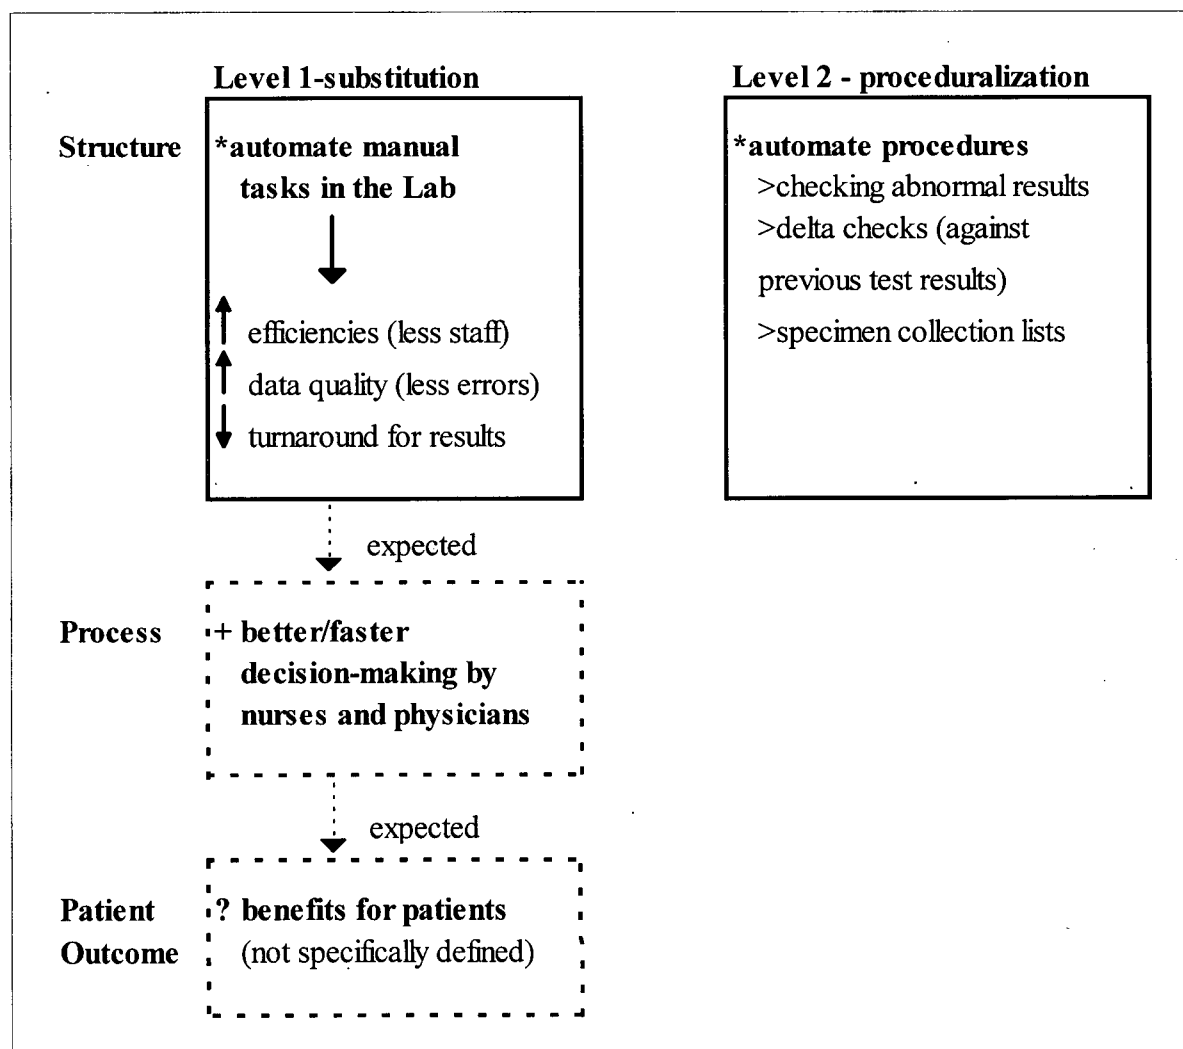 Level 1-substitution
Level 2 - proceduralization
Structure
*automate manual
tasks in the Lab
efficiencies (less staff)
data quality (less errors)
turnaround for results
*automate procedures
>checking abnormal results
>delta checks (against
previous test results)
>specimen collection lists
expected
Process
+ better/faster
decision-making by
nurses and physicians
expected
Patient
Outcome
? benefits for patients
(not specifically defined)